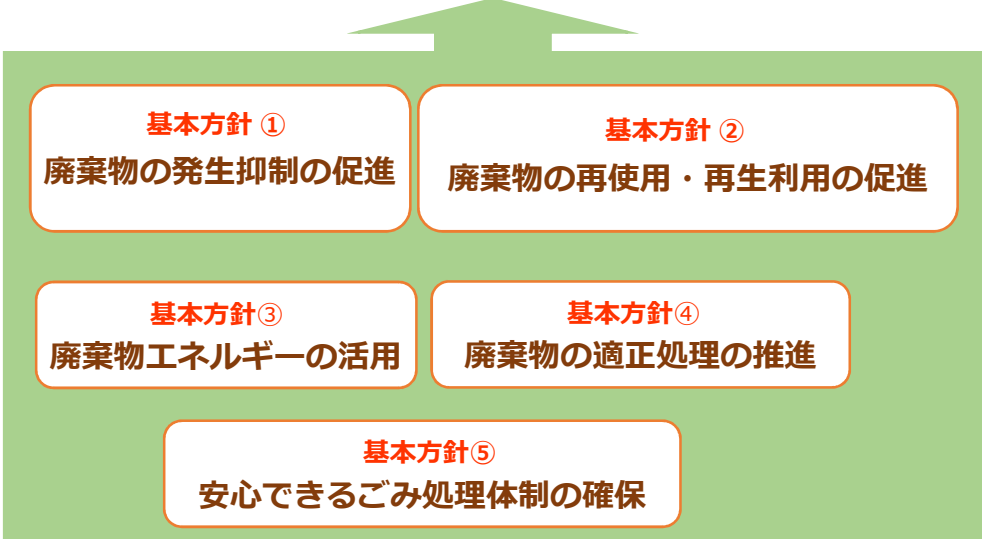 基本方針 ①
廃棄物の発生抑制の促進
基本方針 ②
廃棄物の再使用・再生利用の促進
基本方針③
廃棄物エネルギーの活用
基本方針④
廃棄物の適正処理の推進
基本方針⑤
安心できるごみ処理体制の確保